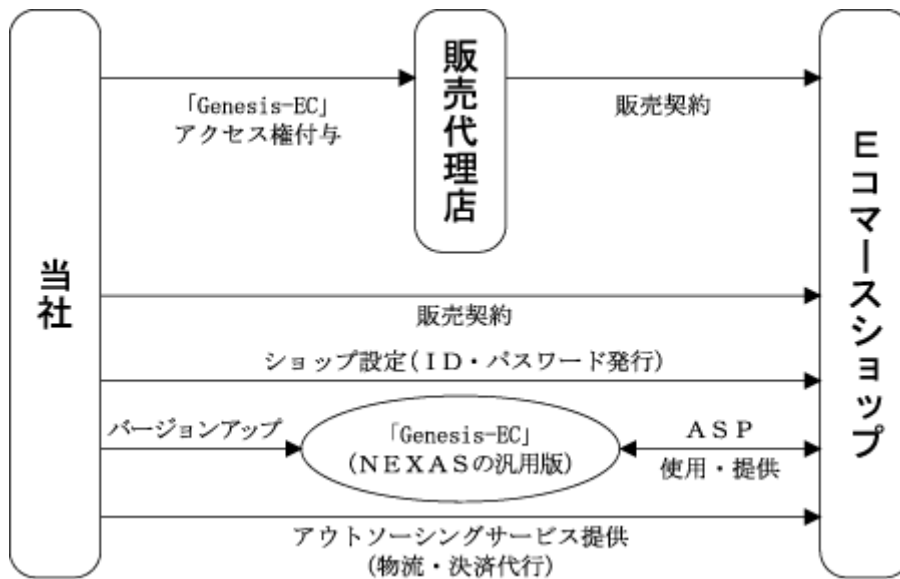 当社
販売代理店
Eコマースショップ
「Genesis-EC」
アクセス権付与
販売契約
販売契約
ショップ設定(ID・パスワード発行)
バージョンアップ
「Genesis-EC」
(NEXASの汎用版)
ASP
使用・提供
アウトソーシングサービス提供
(物流・決済代行)